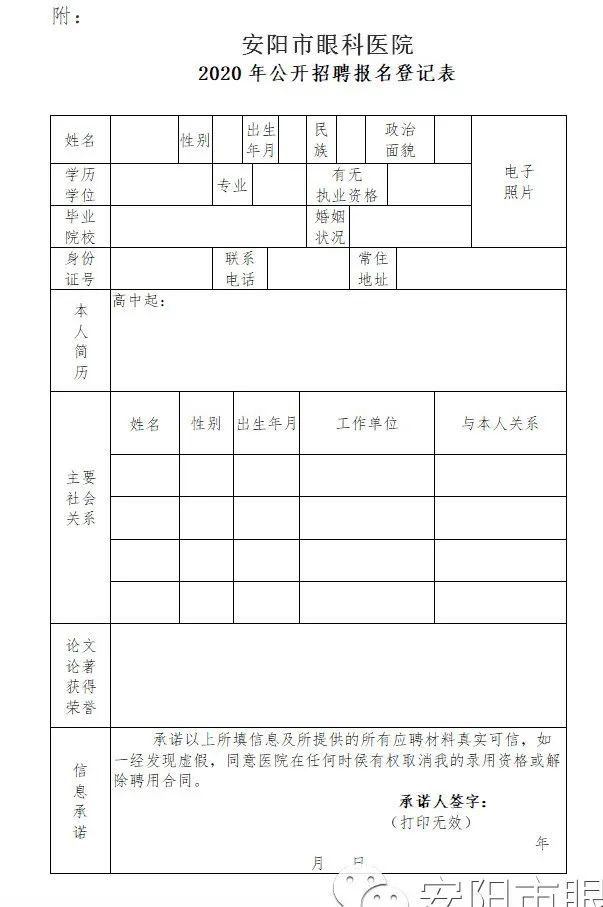 附：
安阳市眼科医院
2020年公开招聘报名登记表
姓名 性别 出生年月 民族 政治面貌 电子照片
学历学位 专业 有无执业资格
毕业院校 婚姻状况
身份证号 联系电话 常住地址
本人简历 高中起：
主要社会关系 姓名 性别 出生年月 工作单位 与本人关系
论文论著获得荣誉
信息承诺
承诺以上所填信息及所提供的所有应聘材料真实可信，如
一经发现虚假，同意医院在任何时候有权取消我的录用资格或解
除聘用合同。
承诺人签字：
（打印无效）
年
月 日
安阳市眼